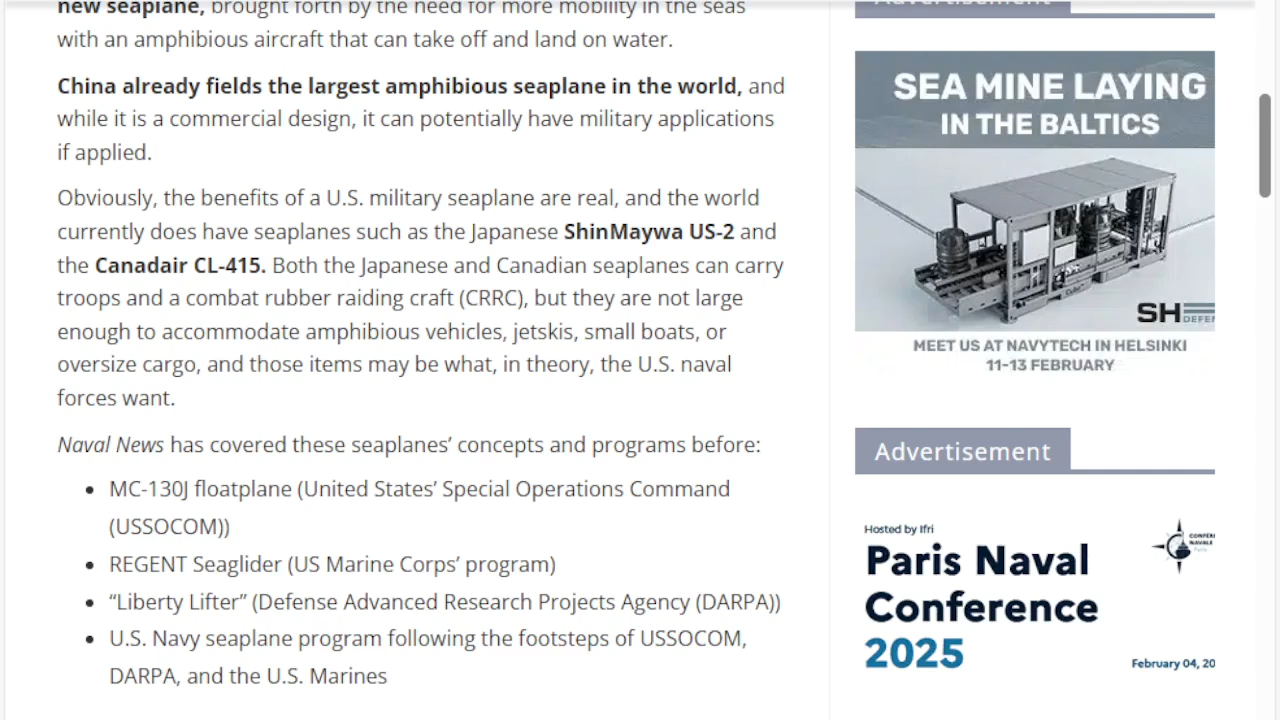 new seaplane, brought forth by the need for more mobility in the seas
with an amphibious aircraft that can take off and land on water.
China already fields the largest amphibious seaplane in the world, and
while it is a commercial design, it can potentially have military applications
if applied.
Obviously, the benefits of a U.S. military seaplane are real, and the world
currently does have seaplanes such as the Japanese ShinMaywa US-2 and
the Canadair CL-415. Both the Japanese and Canadian seaplanes can carry
troops and a combat rubber raiding craft (CRRC), but they are not large
enough to accommodate amphibious vehicles, jetskis, small boats, or
oversize cargo, and those items may be what, in theory, the U.S. naval
forces want.
Naval News has covered these seaplanes’ concepts and programs before:
• MC-130J floatplane (United States’ Special Operations Command
(USSOCOM))
• REGENT Seaglider (US Marine Corps’ program)
• “Liberty Lifter” (Defense Advanced Research Projects Agency (DARPA))
• U.S. Navy seaplane program following the footsteps of USSOCOM,
DARPA, and the U.S. Marines
Advertisement
SEA MINE LAYING
IN THE BALTICS
SH
DEFEN
MEET US AT NAVYTECH IN HELSINKI
11-13 FEBRUARY
Advertisement
Hosted by Ifri
CONFÉR
NAVALE
Paris
Paris Naval
Conference
2025
February 04, 20